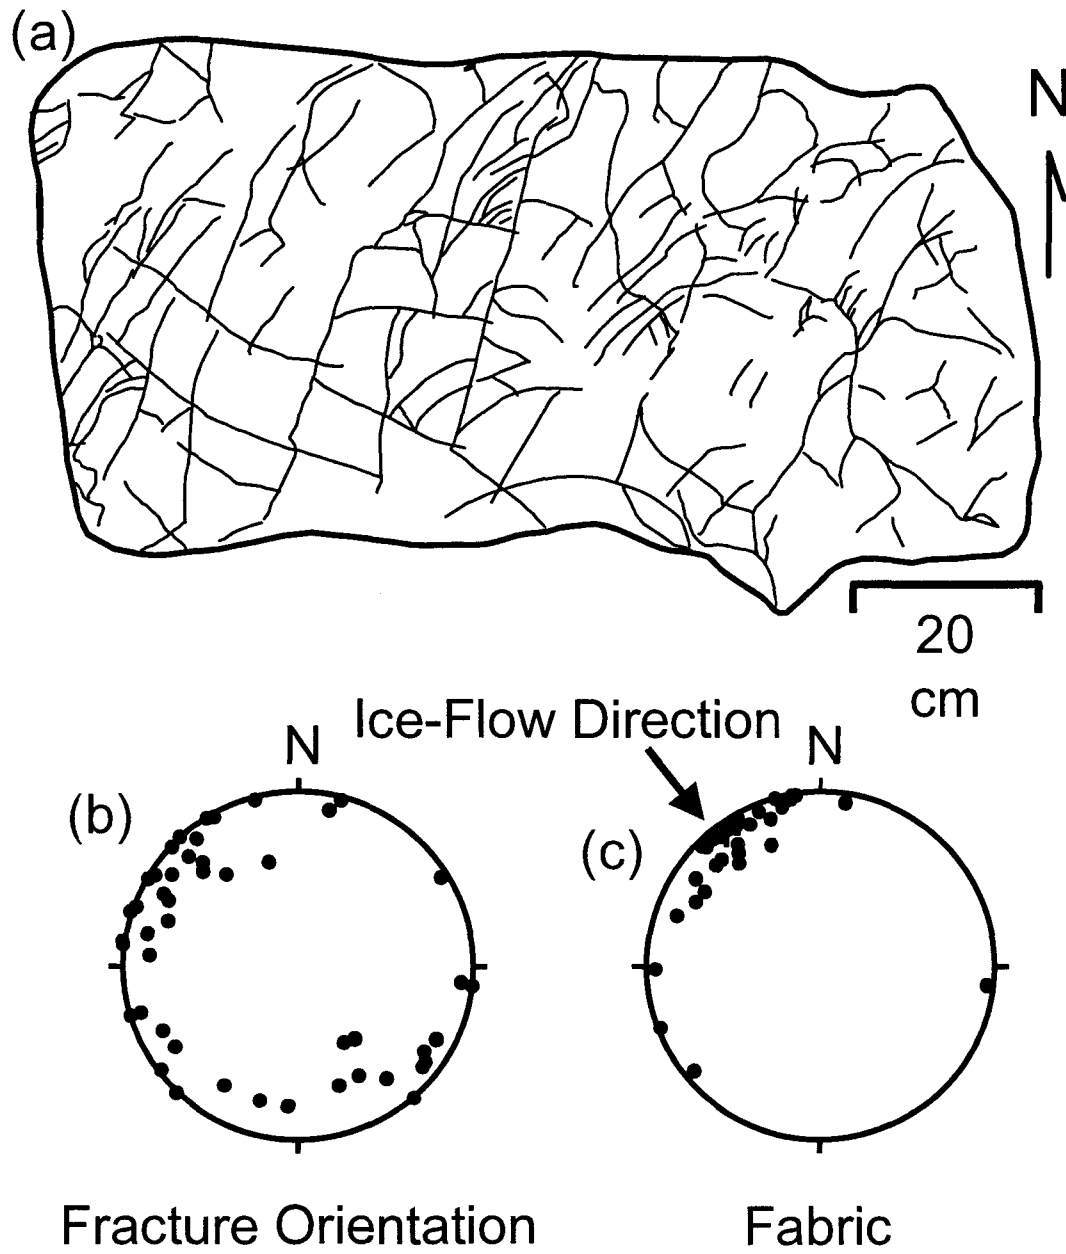 (a)
N
20
cm
Ice-Flow Direction
N
N
(b)
(c)
Fracture Orientation
Fabric